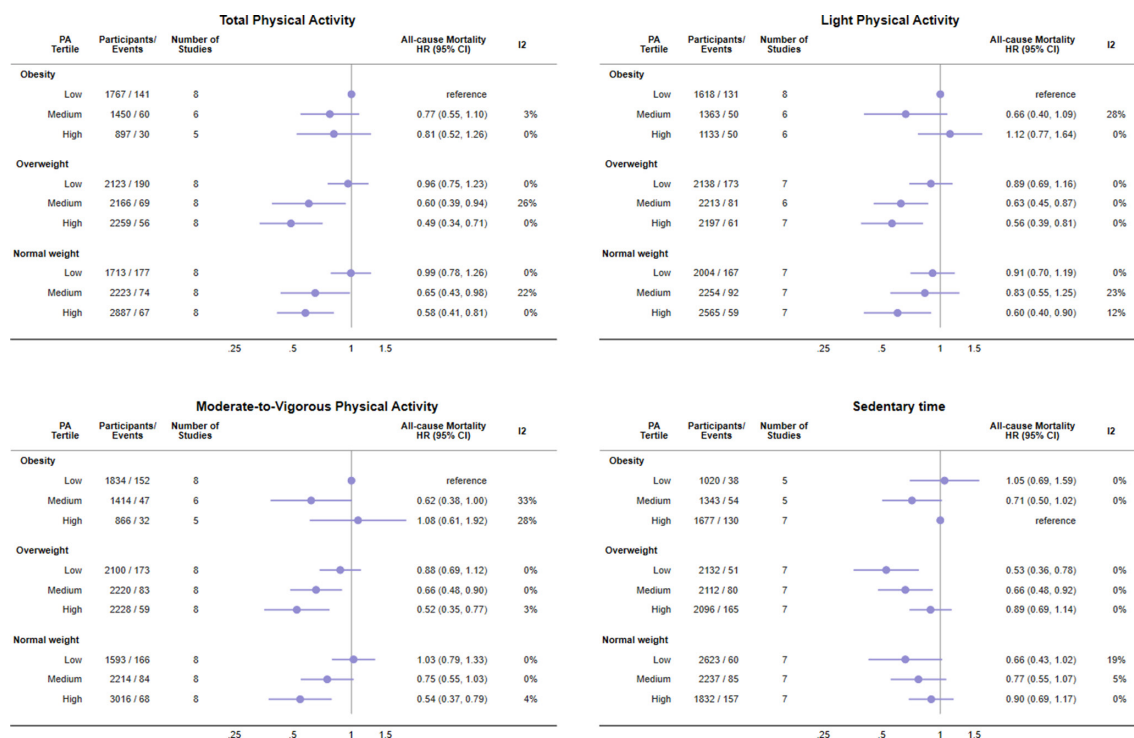 Total Physical Activity
PA Tertile Participants/ Events Number of Studies All-cause Mortality HR (95% CI) I2
Obesity
Low 1767 / 141 8 reference
Medium 1450 / 60 6 0.77 (0.55, 1.10) 3%
High 897 / 30 5 0.81 (0.52, 1.26) 0%
Overweight
Low 2123 / 190 8 0.96 (0.75, 1.23) 0%
Medium 2166 / 69 8 0.60 (0.39, 0.94) 26%
High 2259 / 56 8 0.49 (0.34, 0.71) 0%
Normal weight
Low 1713 / 177 8 0.99 (0.78, 1.26) 0%
Medium 2223 / 74 8 0.65 (0.43, 0.98) 22%
High 2887 / 67 8 0.58 (0.41, 0.81) 0%
.25 .5 1 1.5
Light Physical Activity
PA Tertile Participants/ Events Number of Studies All-cause Mortality HR (95% CI) I2
Obesity
Low 1618 / 131 8 reference
Medium 1363 / 50 6 0.66 (0.40, 1.09) 28%
High 1133 / 50 6 1.12 (0.77, 1.64) 0%
Overweight
Low 2138 / 173 7 0.89 (0.69, 1.16) 0%
Medium 2213 / 81 6 0.63 (0.45, 0.87) 0%
High 2197 / 61 7 0.56 (0.39, 0.81) 0%
Normal weight
Low 2004 / 167 7 0.91 (0.70, 1.19) 0%
Medium 2254 / 92 7 0.83 (0.55, 1.25) 23%
High 2565 / 59 7 0.60 (0.40, 0.90) 12%
.25 .5 1 1.5
Moderate-to-Vigorous Physical Activity
PA Tertile Participants/ Events Number of Studies All-cause Mortality HR (95% CI) I2
Obesity
Low 1834 / 152 8 reference
Medium 1414 / 47 6 0.62 (0.38, 1.00) 33%
High 866 / 32 5 1.08 (0.61, 1.92) 28%
Overweight
Low 2100 / 173 8 0.88 (0.69, 1.12) 0%
Medium 2220 / 83 8 0.66 (0.48, 0.90) 0%
High 2228 / 59 8 0.52 (0.35, 0.77) 3%
Normal weight
Low 1593 / 166 8 1.03 (0.79, 1.33) 0%
Medium 2214 / 84 8 0.75 (0.55, 1.03) 0%
High 3016 / 68 8 0.54 (0.37, 0.79) 4%
.25 .5 1 1.5
Sedentary time
PA Tertile Participants/ Events Number of Studies All-cause Mortality HR (95% CI) I2
Obesity
Low 1020 / 38 5 1.05 (0.69, 1.59) 0%
Medium 1343 / 54 5 0.71 (0.50, 1.02) 0%
High 1677 / 130 7 reference
Overweight
Low 2132 / 51 7 0.53 (0.36, 0.78) 0%
Medium 2112 / 80 7 0.66 (0.48, 0.92) 0%
High 2096 / 165 7 0.89 (0.69, 1.14) 0%
Normal weight
Low 2623 / 60 7 0.66 (0.43, 1.02) 19%
Medium 2237 / 85 7 0.77 (0.55, 1.07) 5%
High 1832 / 157 7 0.90 (0.69, 1.17) 0%
.25 .5 1 1.5